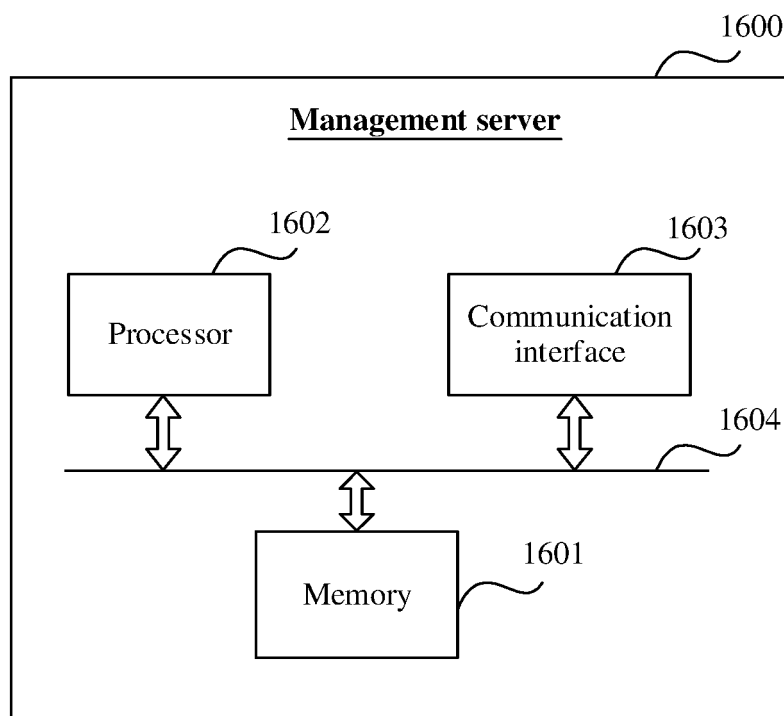 1600
Management server
1602
1603
Processor
Communication
interface
1604
1601
Memory